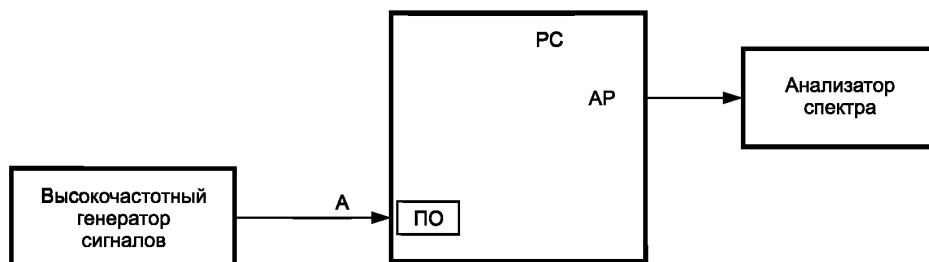 РС
АР
Анализатор
спектра
Высокочастотный
генератор
сигналов
А
ПО